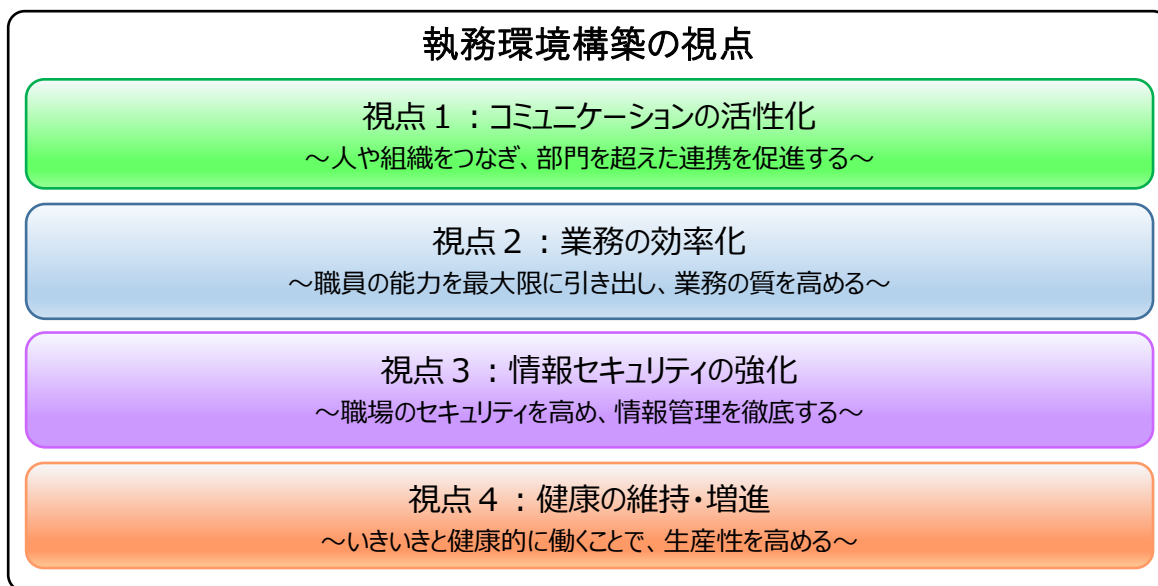 執務環境構築の視点
視点１：コミュニケーションの活性化
～人や組織をつなぎ、部門を超えた連携を促進する～
視点２：業務の効率化
～職員の能力を最大限に引き出し、業務の質を高める～
視点３：情報セキュリティの強化
～職場のセキュリティを高め、情報管理を徹底する～
視点４：健康の維持・増進
～いきいきと健康的に働くことで、生産性を高める～